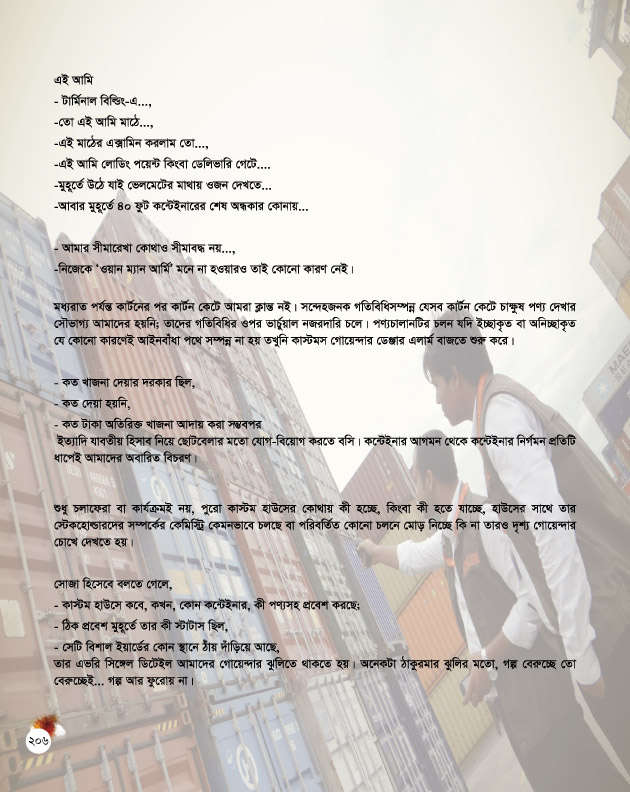 এই আমি
- টার্মিনাল বিল্ডিং-এ...,
-তো এই আমি মাঠে...,
-এই মাঠের এক্সামিন করলাম তো...,
-এই আমি লোডিং পয়েন্ট কিংবা ডেলিভারি গেটে....
-মুহূর্তে উঠে যাই ভেলমেটের মাথায় ওজন দেখতে...
-আবার মুহূর্তে ৪০ ফুট কন্টেইনারের শেষ অন্ধকার কোনায়...
- আমার সীমারেখা কোথাও সীমাবদ্ধ নয়...,
-নিজেকে 'ওয়ান ম্যান আর্মি' মনে না হওয়ারও তাই কোনো কারণ নেই।
মধ্যরাত পর্যন্ত কার্টনের পর কার্টন কেটে আমরা ক্লান্ত নই। সন্দেহজনক গতিবিধিসম্পন্ন যেসব কার্টন কেটে চাক্ষুষ পণ্য দেখার
সৌভাগ্য আমাদের হয়নি; তাদের গতিবিধির ওপর ভার্চুয়াল নজরদারি চলে। পণ্যচালানটির চলন যদি ইচ্ছাকৃত বা অনিচ্ছাকৃত
যে কোনো কারণেই আইনবাঁধা পথে সম্পন্ন না হয় তখুনি কাস্টমস গোয়েন্দার ডেঞ্জার এলার্ম বাজতে শুরু করে।
- কত খাজনা দেয়ার দরকার ছিল,
- কত দেয়া হয়নি,
- কত টাকা অতিরিক্ত খাজনা আদায় করা সম্ভবপর
ইত্যাদি যাবতীয় হিসাব নিয়ে ছোটবেলার মতো যোগ-বিয়োগ করতে বসি। কন্টেইনার আগমন থেকে কন্টেইনার নির্গমন প্রতিটি
ধাপেই আমাদের অবারিত বিচরণ।
শুধু চলাফেরা বা কার্যক্রমই নয়, পুরো কাস্টম হাউসের কোথায় কী হচ্ছে, কিংবা কী হতে যাচ্ছে, হাউসের সাথে তার
স্টেকহোল্ডারদের সম্পর্কের কেমিস্ট্রি কেমনভাবে চলছে বা পরিবর্তিত কোনো চলনে মোড় নিচ্ছে কি না তারও দৃশ্য গোয়েন্দার
চোখে দেখতে হয়।
সোজা হিসেবে বলতে গেলে,
- কাস্টম হাউসে কবে, কখন, কোন কন্টেইনার, কী পণ্যসহ প্রবেশ করছে;
- ঠিক প্রবেশ মুহূর্তে তার কী স্টাটাস ছিল,
- সেটি বিশাল ইয়ার্ডের কোন স্থানে ঠাঁয় দাঁড়িয়ে আছে,
তার এভরি সিঙ্গেল ডিটেইল আমাদের গোয়েন্দার ঝুলিতে থাকতে হয়। অনেকটা ঠাকুরমার ঝুলির মতো, গল্প বেরুচ্ছে তো
বেরুচ্ছেই... গল্প আর ফুরোয় না।
২০৬